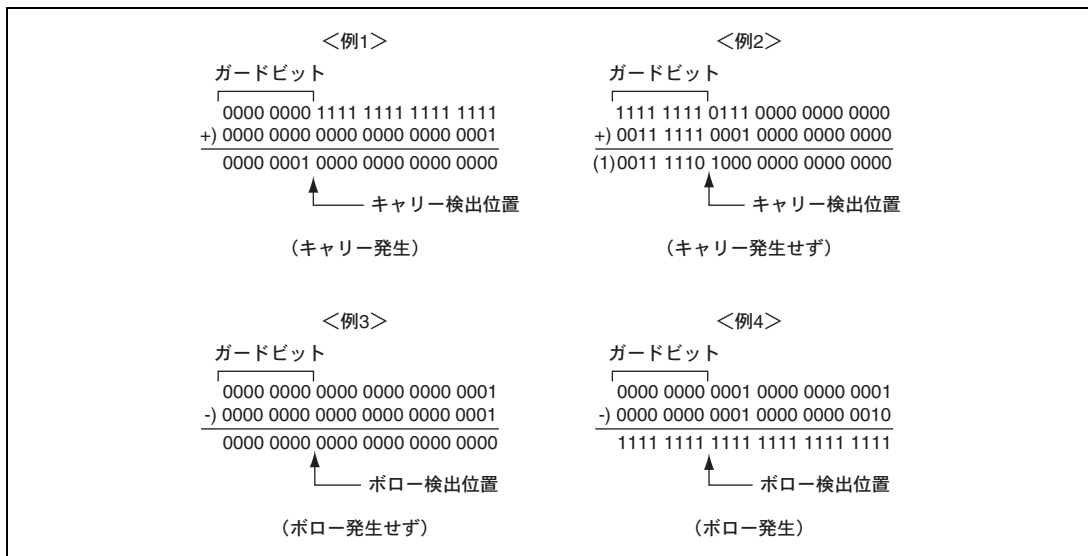 ＜例1＞
ガードビット
0000 0000 1111 1111 1111 1111
+) 0000 0000 0000 0000 0000 0001
0000 0001 0000 0000 0000 0000
キャリー検出位置
（キャリー発生）
＜例2＞
ガードビット
1111 1111 0111 0000 0000 0000
+) 0011 1111 0001 0000 0000 0000
(1)0011 1110 1000 0000 0000 0000
キャリー検出位置
（キャリー発生せず）
＜例3＞
ガードビット
0000 0000 0000 0000 0000 0001
-) 0000 0000 0000 0000 0000 0001
0000 0000 0000 0000 0000 0000
ボロー検出位置
（ボロー発生せず）
＜例4＞
ガードビット
0000 0000 0001 0000 0000 0001
-) 0000 0000 0001 0000 0000 0010
1111 1111 1111 1111 1111 1111
ボロー検出位置
（ボロー発生）